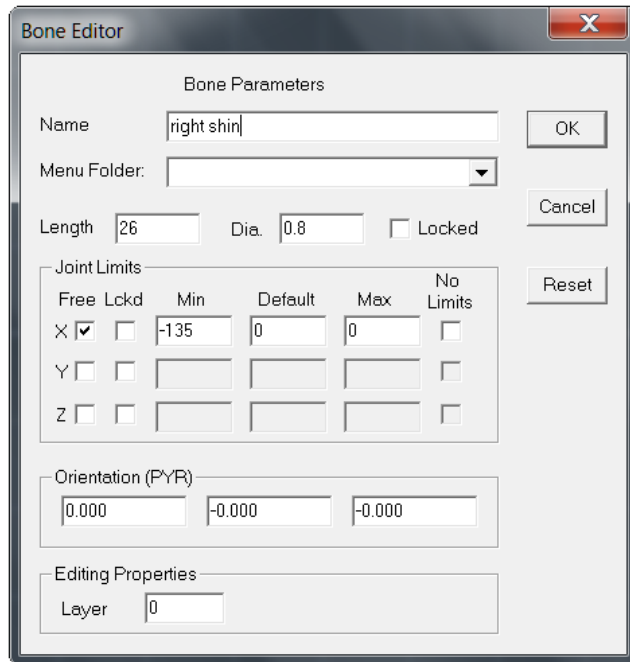 Bone Editor
Bone Parameters
Name right shin OK
Menu Folder:
Cancel
Length 26 Dia. 0.8 Locked
Joint Limits No
Reset
Free Lckd Min Default Max Limits
X -135 0 0
Y
Z
Orientation (PYR)
0.000 -0.000 -0.000
Editing Properties
Layer 0